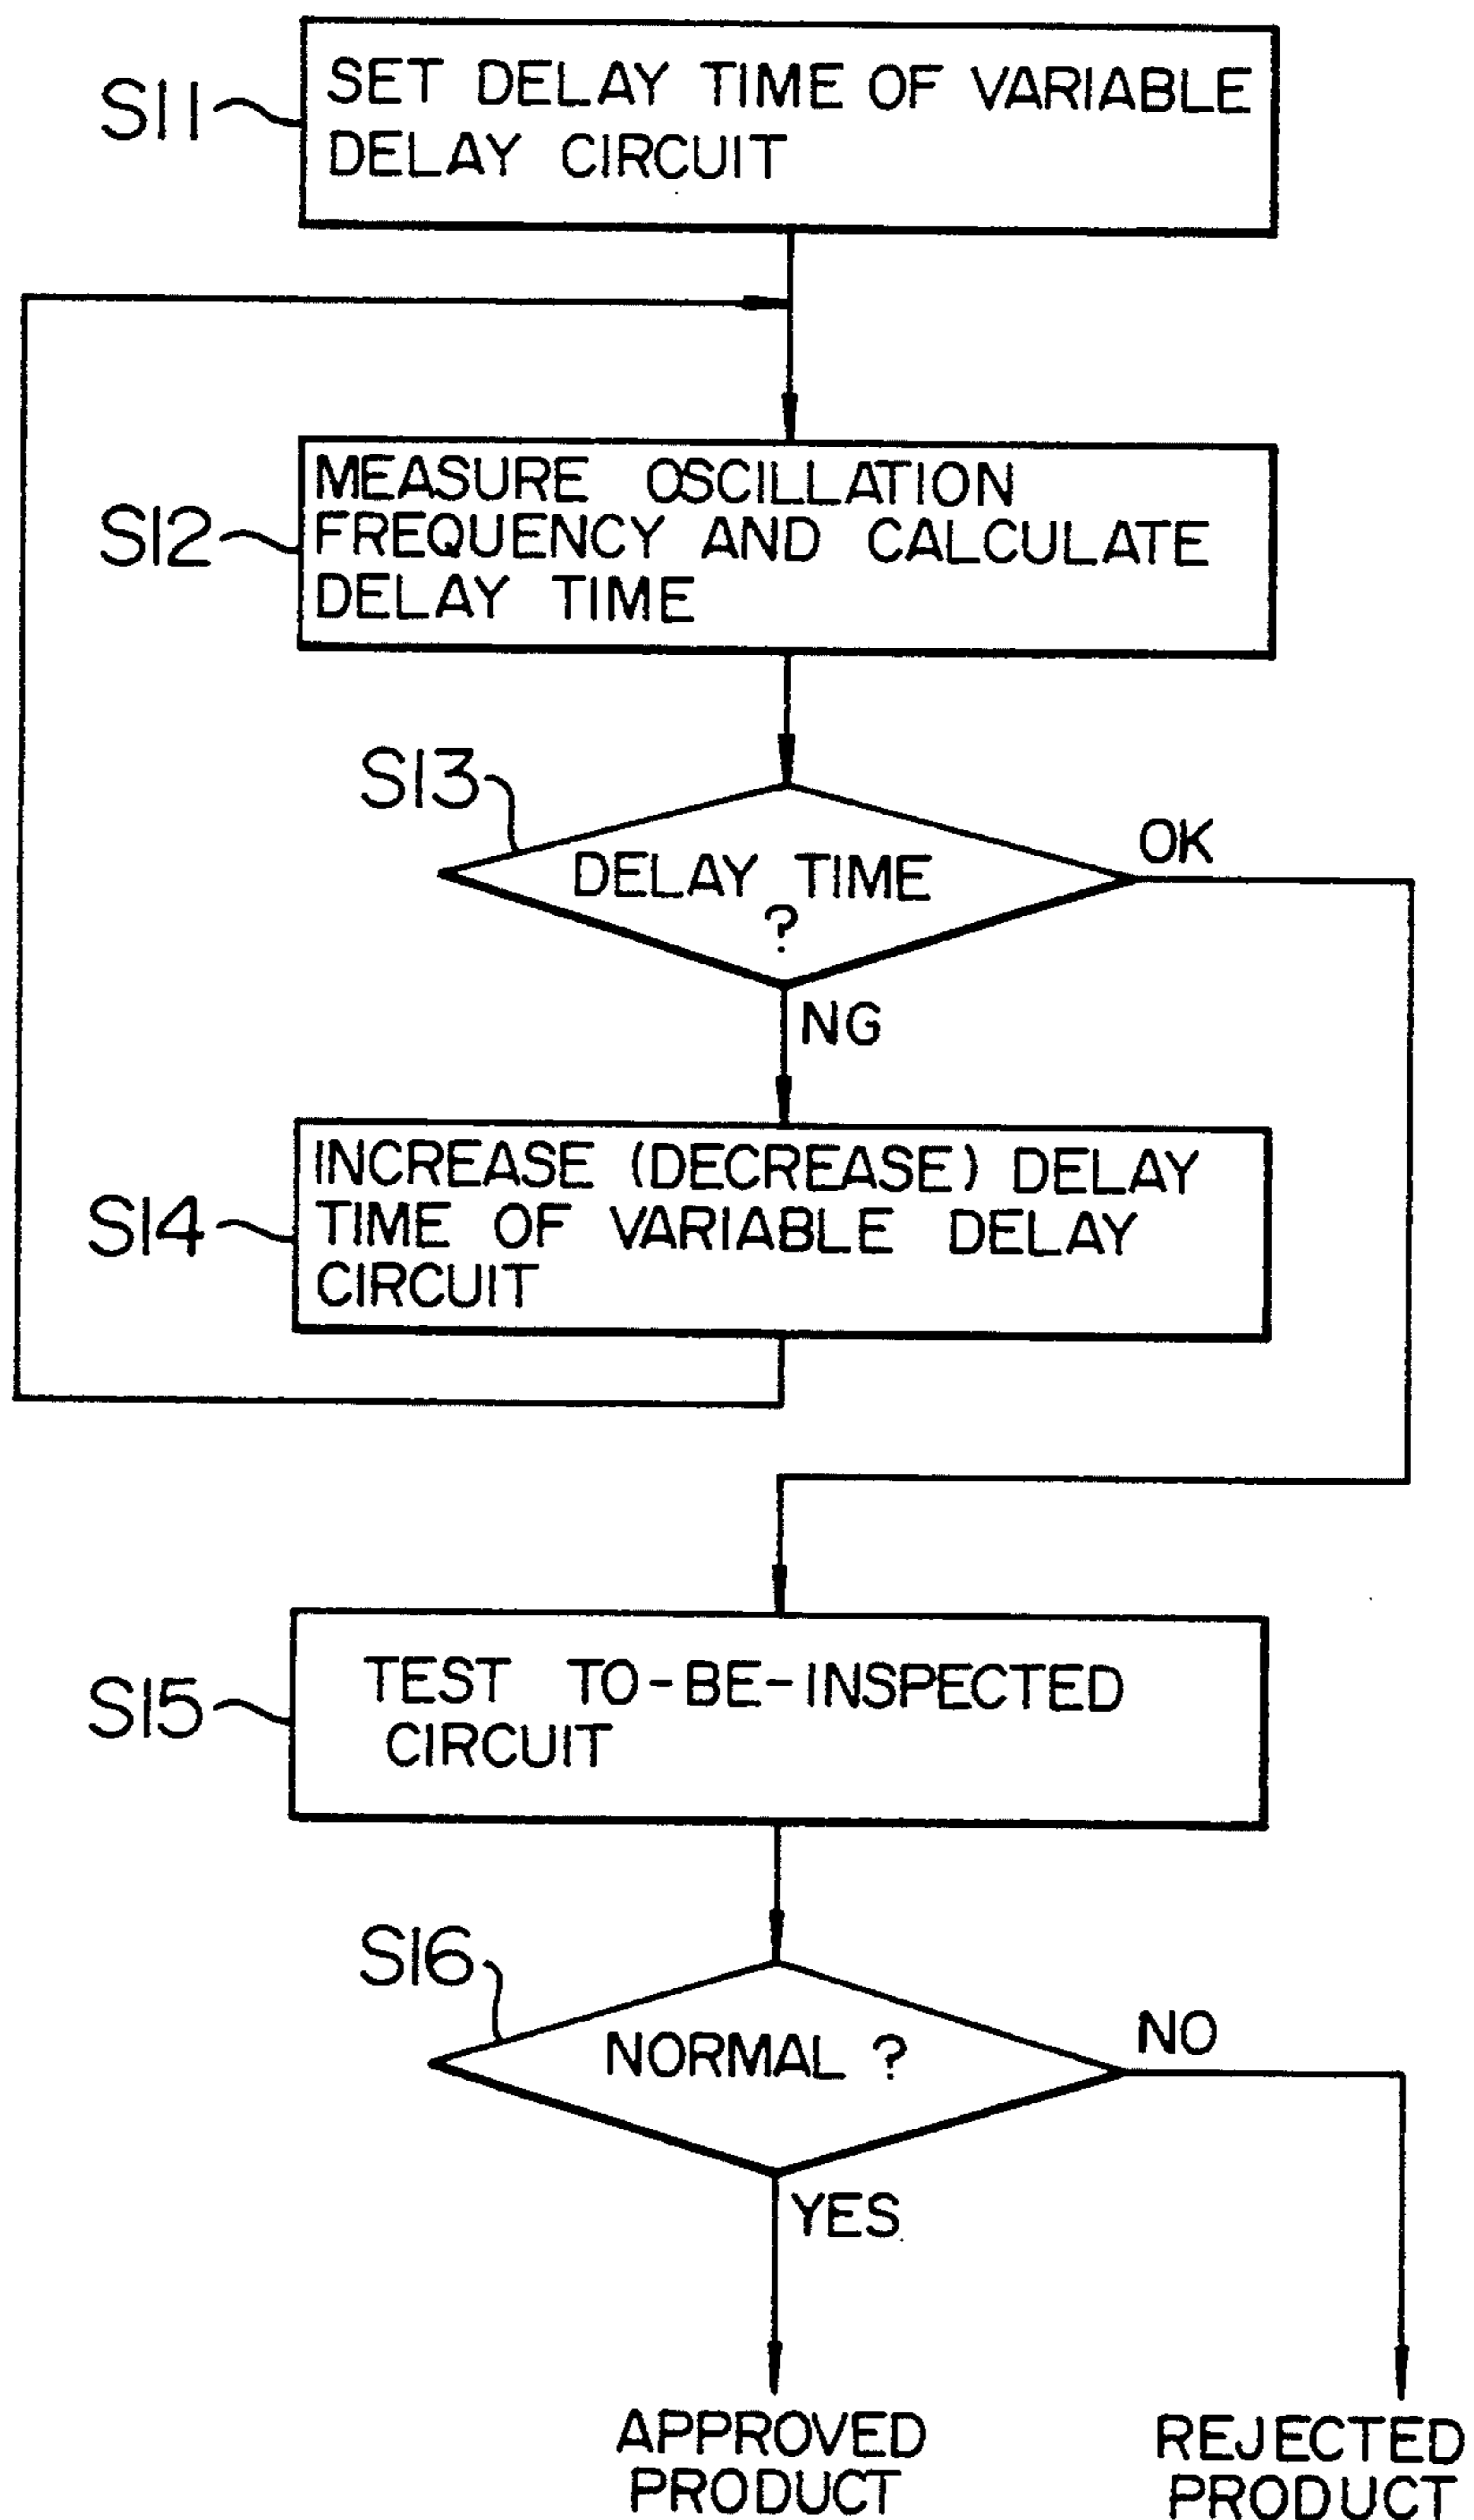 S11
SET DELAY TIME OF VARIABLE
DELAY CIRCUIT
S12
MEASURE OSCILLATION
FREQUENCY AND CALCULATE
DELAY TIME
S13
DELAY TIME
?
OK
NG
S14
INCREASE (DECREASE) DELAY
TIME OF VARIABLE DELAY
CIRCUIT
S15
TEST TO-BE-INSPECTED
CIRCUIT
S16
NORMAL ?
NO
YES
APPROVED
PRODUCT
REJECTED
PRODUCT